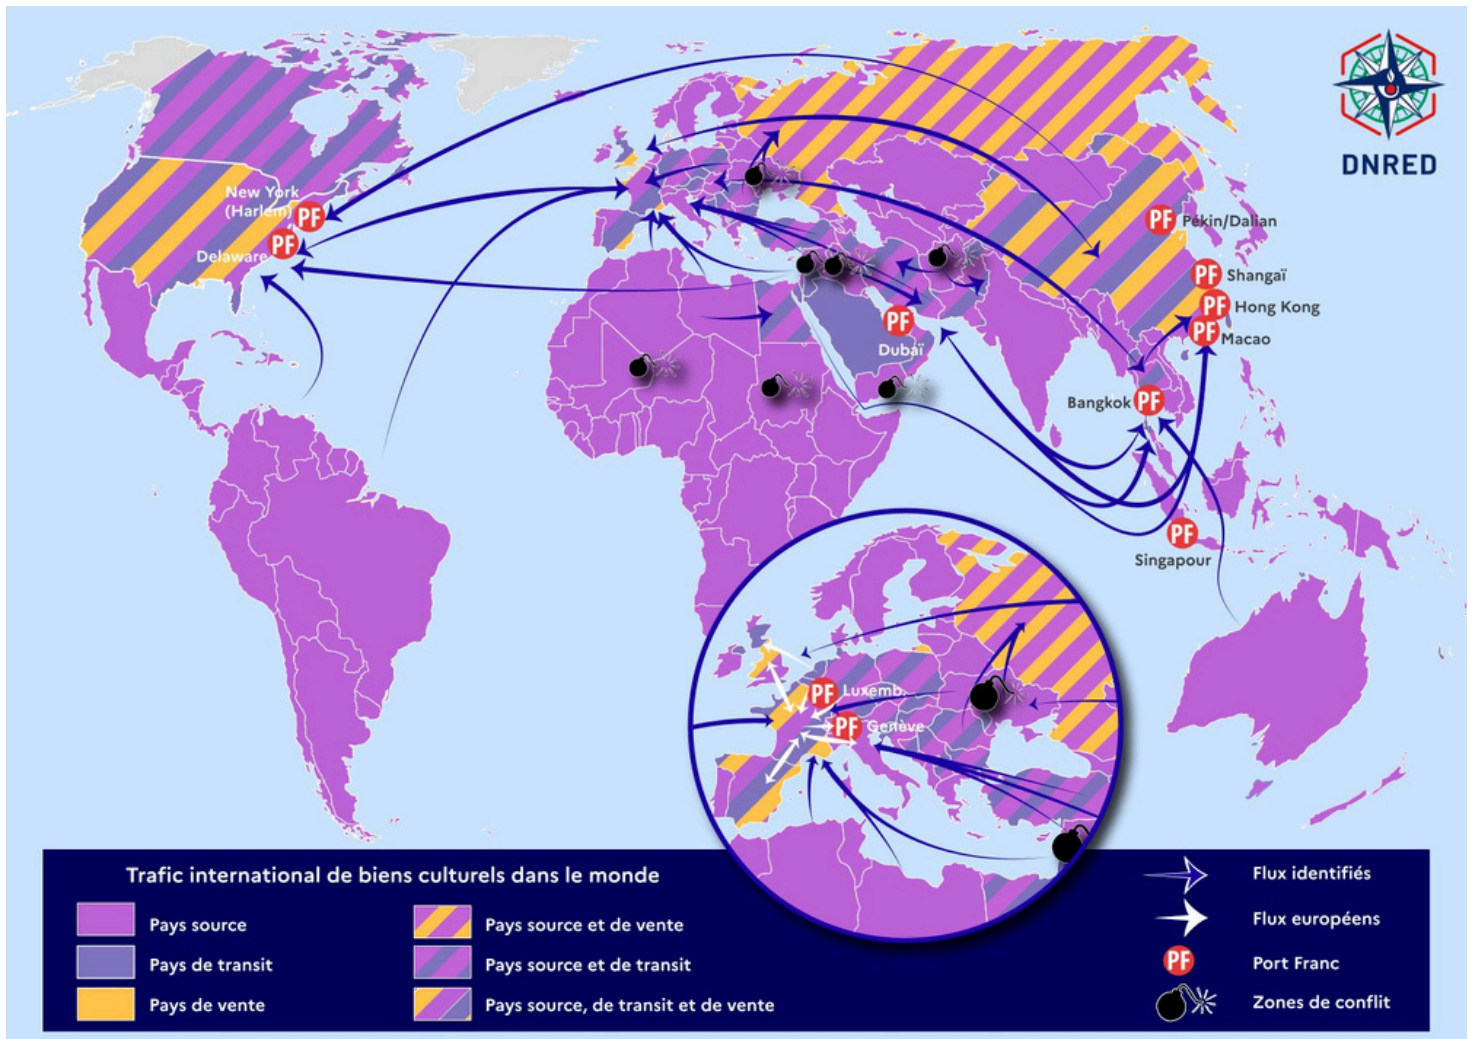 DNRED
New York
(Harlem)
PF
Delaware
PF
PF
Pékin/Dalian
PF
Shangaï
PF
Hong Kong
PF
Macao
PF
Dubaï
Bangkok
PF
PF
Singapour
PF
Luxemb.
PF
Genève
Trafic international de biens culturels dans le monde
Pays source
Pays de transit
Pays de vente
Pays source et de vente
Pays source et de transit
Pays source, de transit et de vente
Flux identifiés
Flux européens
PF
Port Franc
Zones de conflit